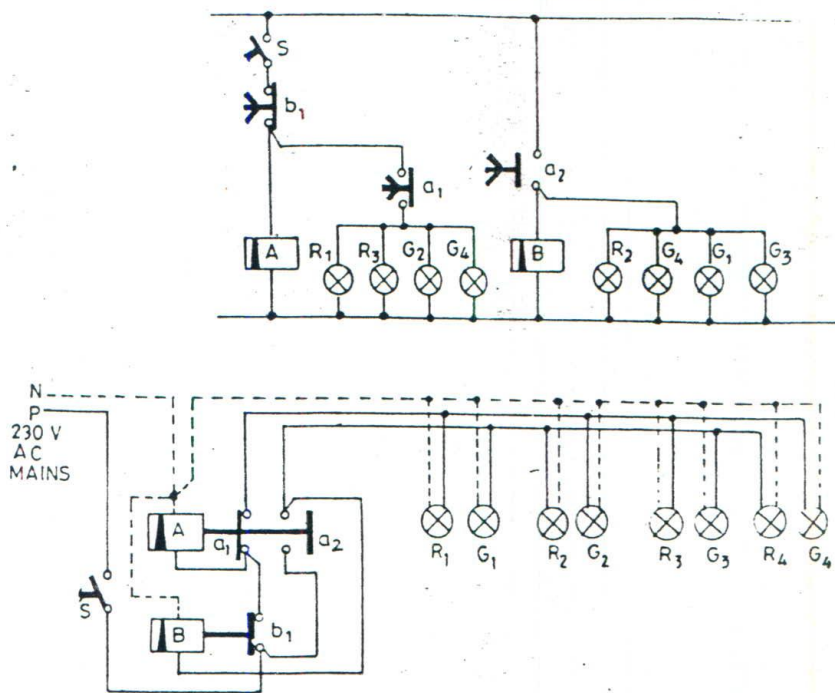 S
b₁
a₁
a₂
A
R₁ R₃ G₂ G₄
B
R₂ G₄ G₁ G₃
N
P
230 V
AC
MAINS
A
a₁
a₂
R₁ G₁ R₂ G₂ R₃ G₃ R₄ G₄
S
B
b₁